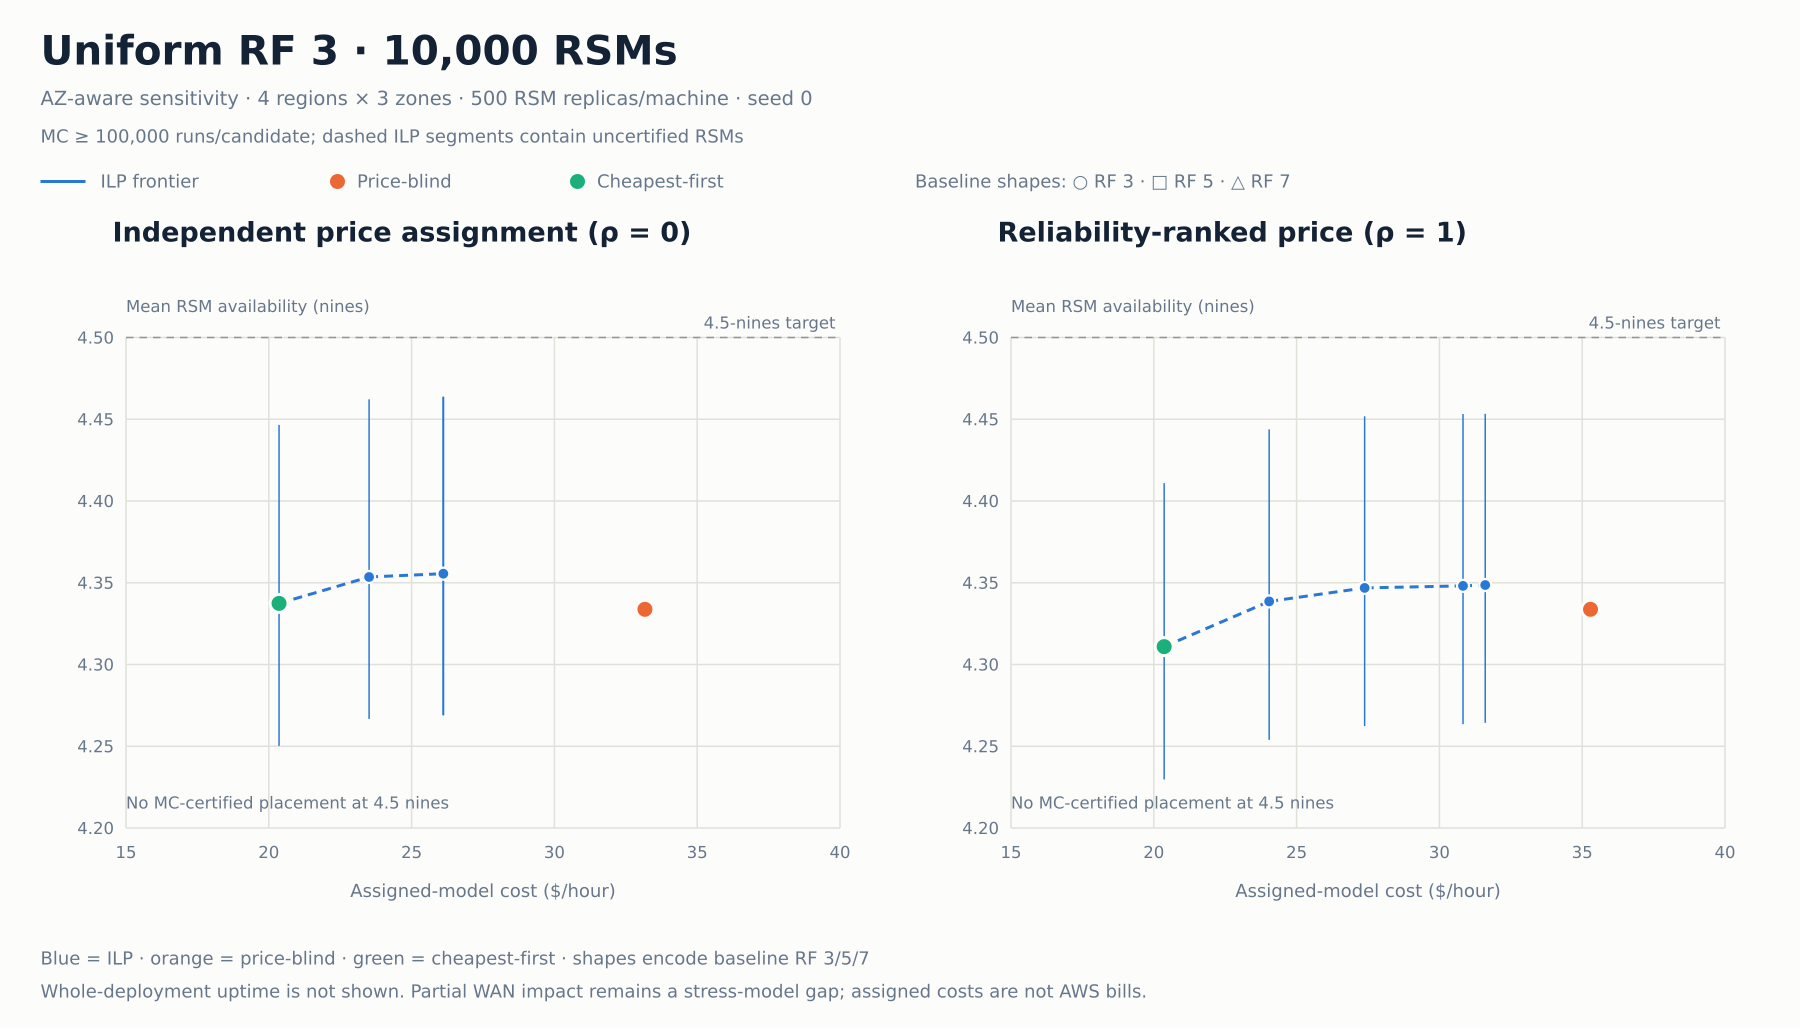 Uniform RF 3 · 10,000 RSMs
AZ-aware sensitivity · 4 regions × 3 zones · 500 RSM replicas/machine · seed 0
MC ≥ 100,000 runs/candidate; dashed ILP segments contain uncertified RSMs
ILP frontier
Price-blind
Cheapest-first
Baseline shapes: ○ RF 3 · □ RF 5 · △ RF 7
Independent price assignment (ρ = 0)
Mean RSM availability (nines)
4.5-nines target
4.50
4.45
4.40
4.35
4.30
4.25
4.20
No MC-certified placement at 4.5 nines
15 20 25 30 35 40
Assigned-model cost ($/hour)
Reliability-ranked price (ρ = 1)
Mean RSM availability (nines)
4.5-nines target
4.50
4.45
4.40
4.35
4.30
4.25
4.20
No MC-certified placement at 4.5 nines
15 20 25 30 35 40
Assigned-model cost ($/hour)
Blue = ILP · orange = price-blind · green = cheapest-first · shapes encode baseline RF 3/5/7
Whole-deployment uptime is not shown. Partial WAN impact remains a stress-model gap; assigned costs are not AWS bills.